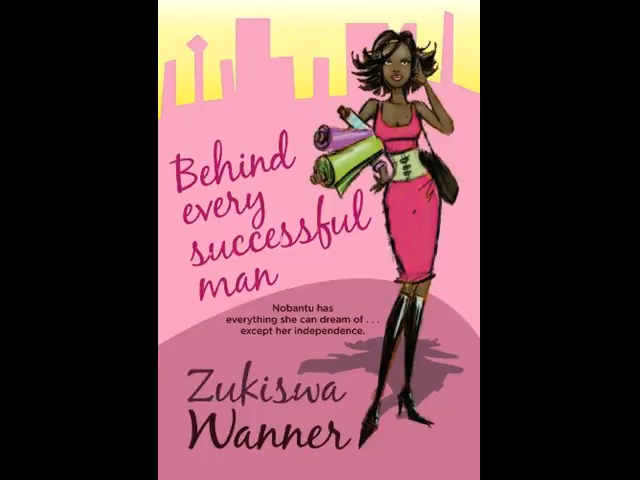 Behind
every
successful
man
Nobantu has
everything she can dream of . . .
except her independence.
Zukiswa
Wanner